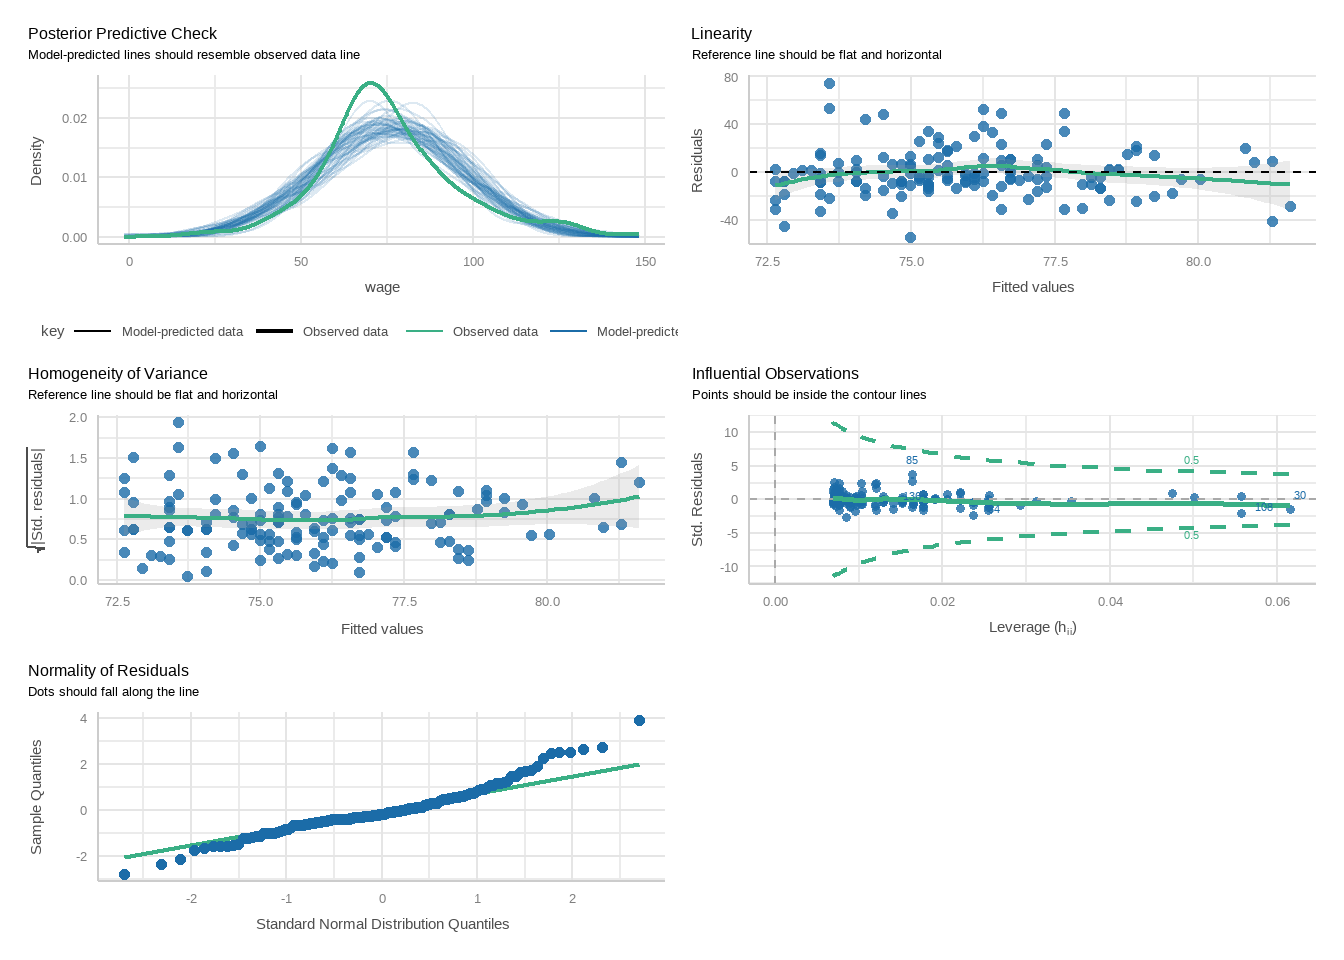 Posterior Predictive Check
Model-predicted lines should resemble observed data line
Density
0.02
0.01
0.00
0
50
100
150
wage
key
Model-predicted data
Observed data
Observed data
Model-predicte
Linearity
Reference line should be flat and horizontal
Residuals
80
40
0
-40
72.5
75.0
77.5
80.0
Fitted values
Homogeneity of Variance
Reference line should be flat and horizontal
√|Std. residuals|
2.0
1.5
1.0
0.5
0.0
72.5
75.0
77.5
80.0
Fitted values
Influential Observations
Points should be inside the contour lines
Std. Residuals
10
5
0
-5
-10
85
0.5
30
108
0.5
0.00
0.02
0.04
0.06
Leverage (hii)
Normality of Residuals
Dots should fall along the line
Sample Quantiles
4
2
0
-2
-2
-1
0
1
2
Standard Normal Distribution Quantiles